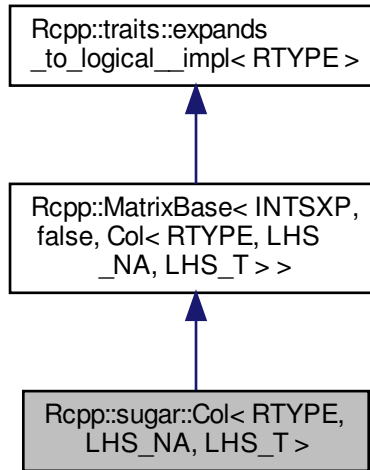 Rcpp::traits::expands
_to_logical__impl< RTYPE >
Rcpp::MatrixBase< INTSXP,
false, Col< RTYPE, LHS
_NA, LHS_T > >
Rcpp::sugar::Col< RTYPE,
LHS_NA, LHS_T >